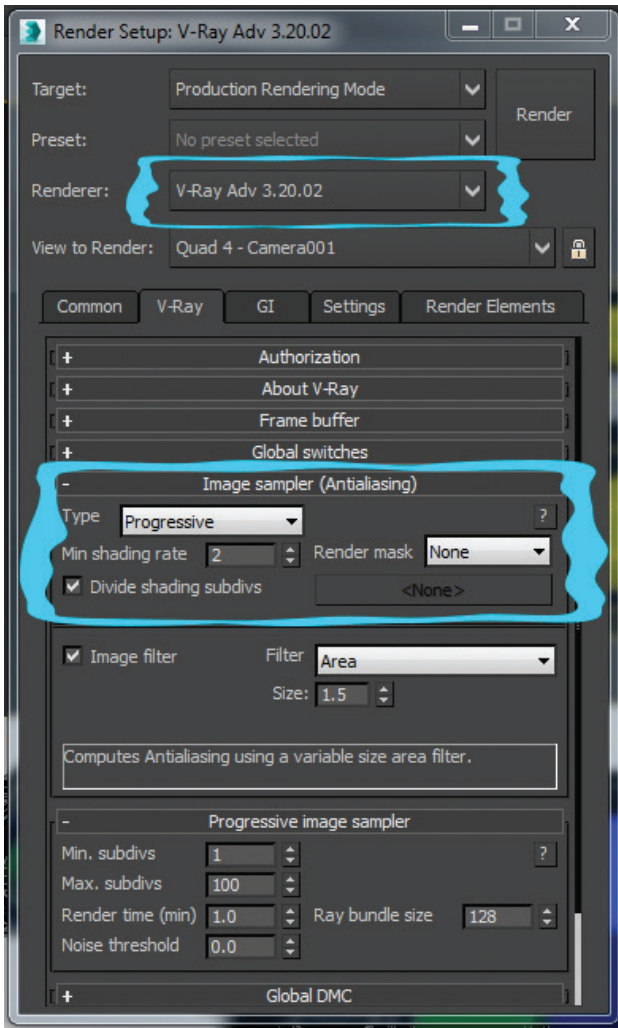 Render Setup: V-Ray Adv 3.20.02
Target: Production Rendering Mode
Render
Preset: No preset selected
Renderer: V-Ray Adv 3.20.02
View to Render: Quad 4 - Camera001
Common V-Ray GI Settings Render Elements
+ Authorization
+ About V-Ray
+ Frame buffer
+ Global switches
- Image sampler (Antialiasing)
Type Progressive ?
Min shading rate 2 Render mask None
Divide shading subdivs <None>
Image filter Filter Area
Size: 1.5
Computes Antialiasing using a variable size area filter.
- Progressive image sampler
Min. subdivs 1 ?
Max. subdivs 100
Render time (min) 1.0 Ray bundle size 128
Noise threshold 0.0
+ Global DMC